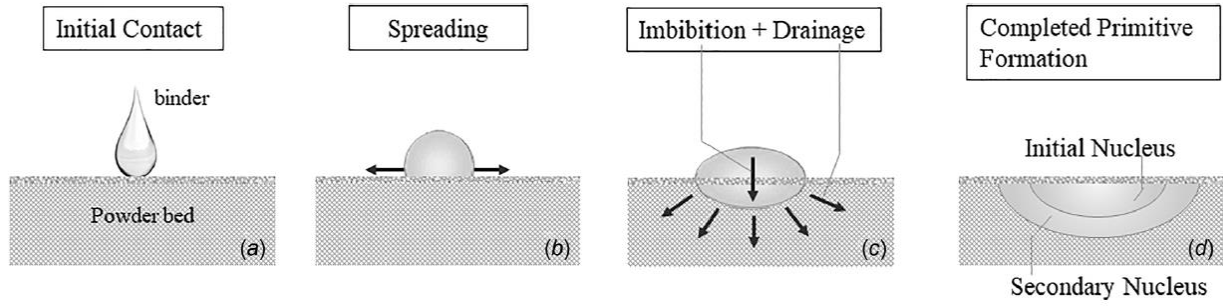 Initial Contact
binder
Powder bed
(a)
Spreading
(b)
Imbibition + Drainage
(c)
Completed Primitive
Formation
Initial Nucleus
(d)
Secondary Nucleus